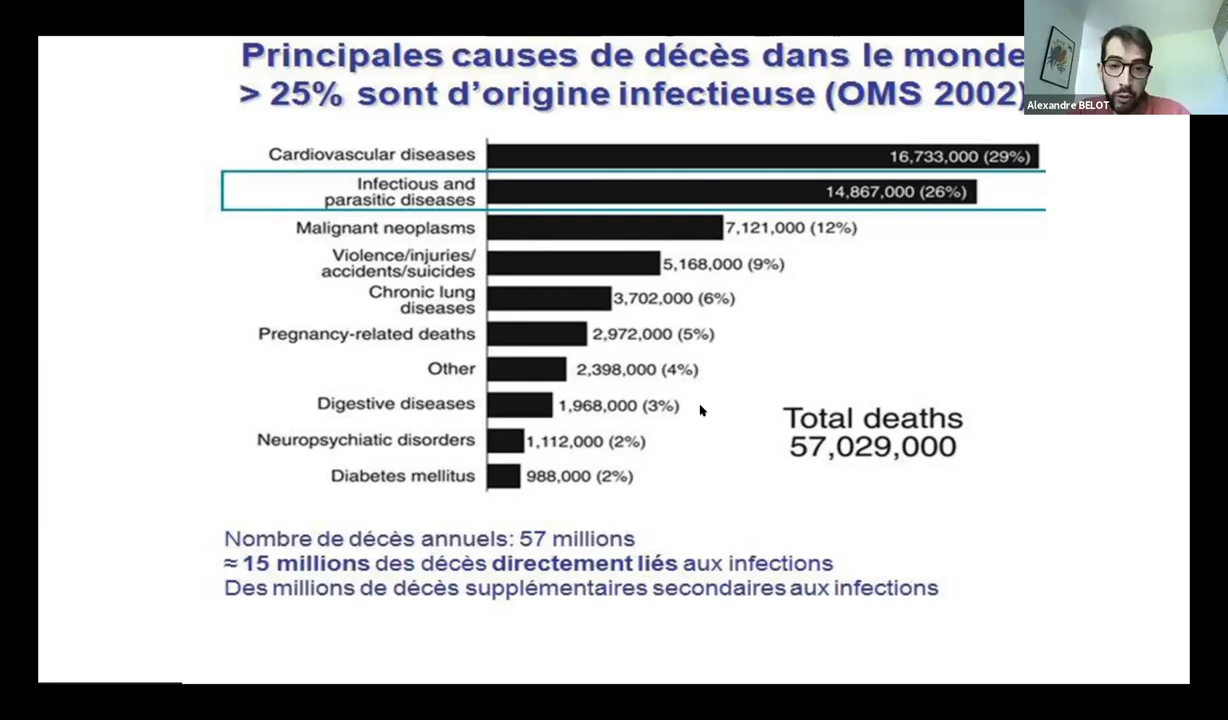 Principales causes de décès dans le monde
> 25% sont d’origine infectieuse (OMS 2002)
Alexandre BELOT
Cardiovascular diseases 16,733,000 (29%)
Infectious and
parasitic diseases 14,867,000 (26%)
Malignant neoplasms 7,121,000 (12%)
Violence/injuries/
accidents/suicides 5,168,000 (9%)
Chronic lung
diseases 3,702,000 (6%)
Pregnancy-related deaths 2,972,000 (5%)
Other 2,398,000 (4%)
Digestive diseases 1,968,000 (3%)
Neuropsychiatic disorders 1,112,000 (2%)
Diabetes mellitus 988,000 (2%)
Total deaths
57,029,000
Nombre de décès annuels: 57 millions
≈ 15 millions des décès directement liés aux infections
Des millions de décès supplémentaires secondaires aux infections